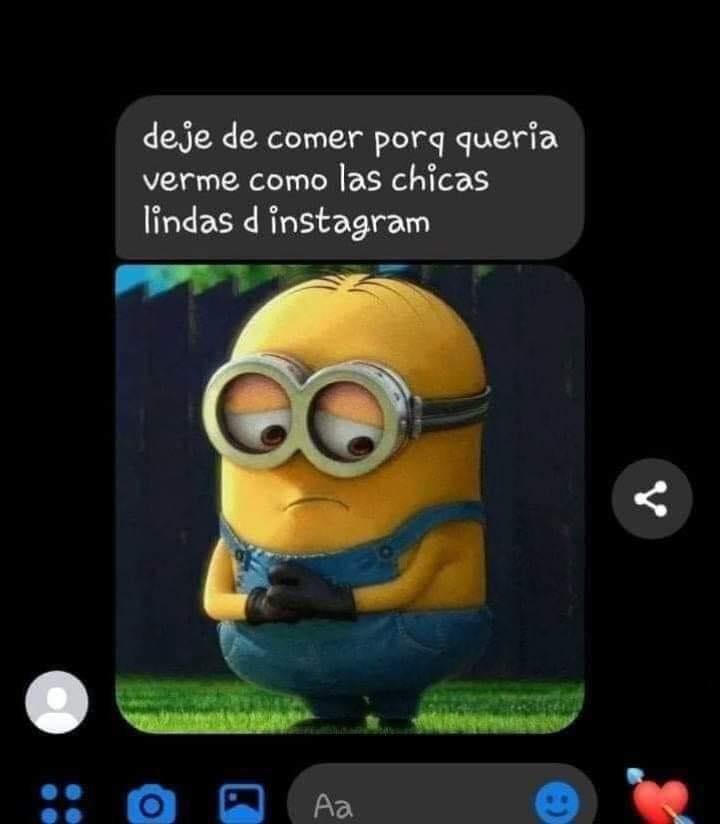 deje de comer porq queria
verme como las chicas
lindas d instagram
Aa